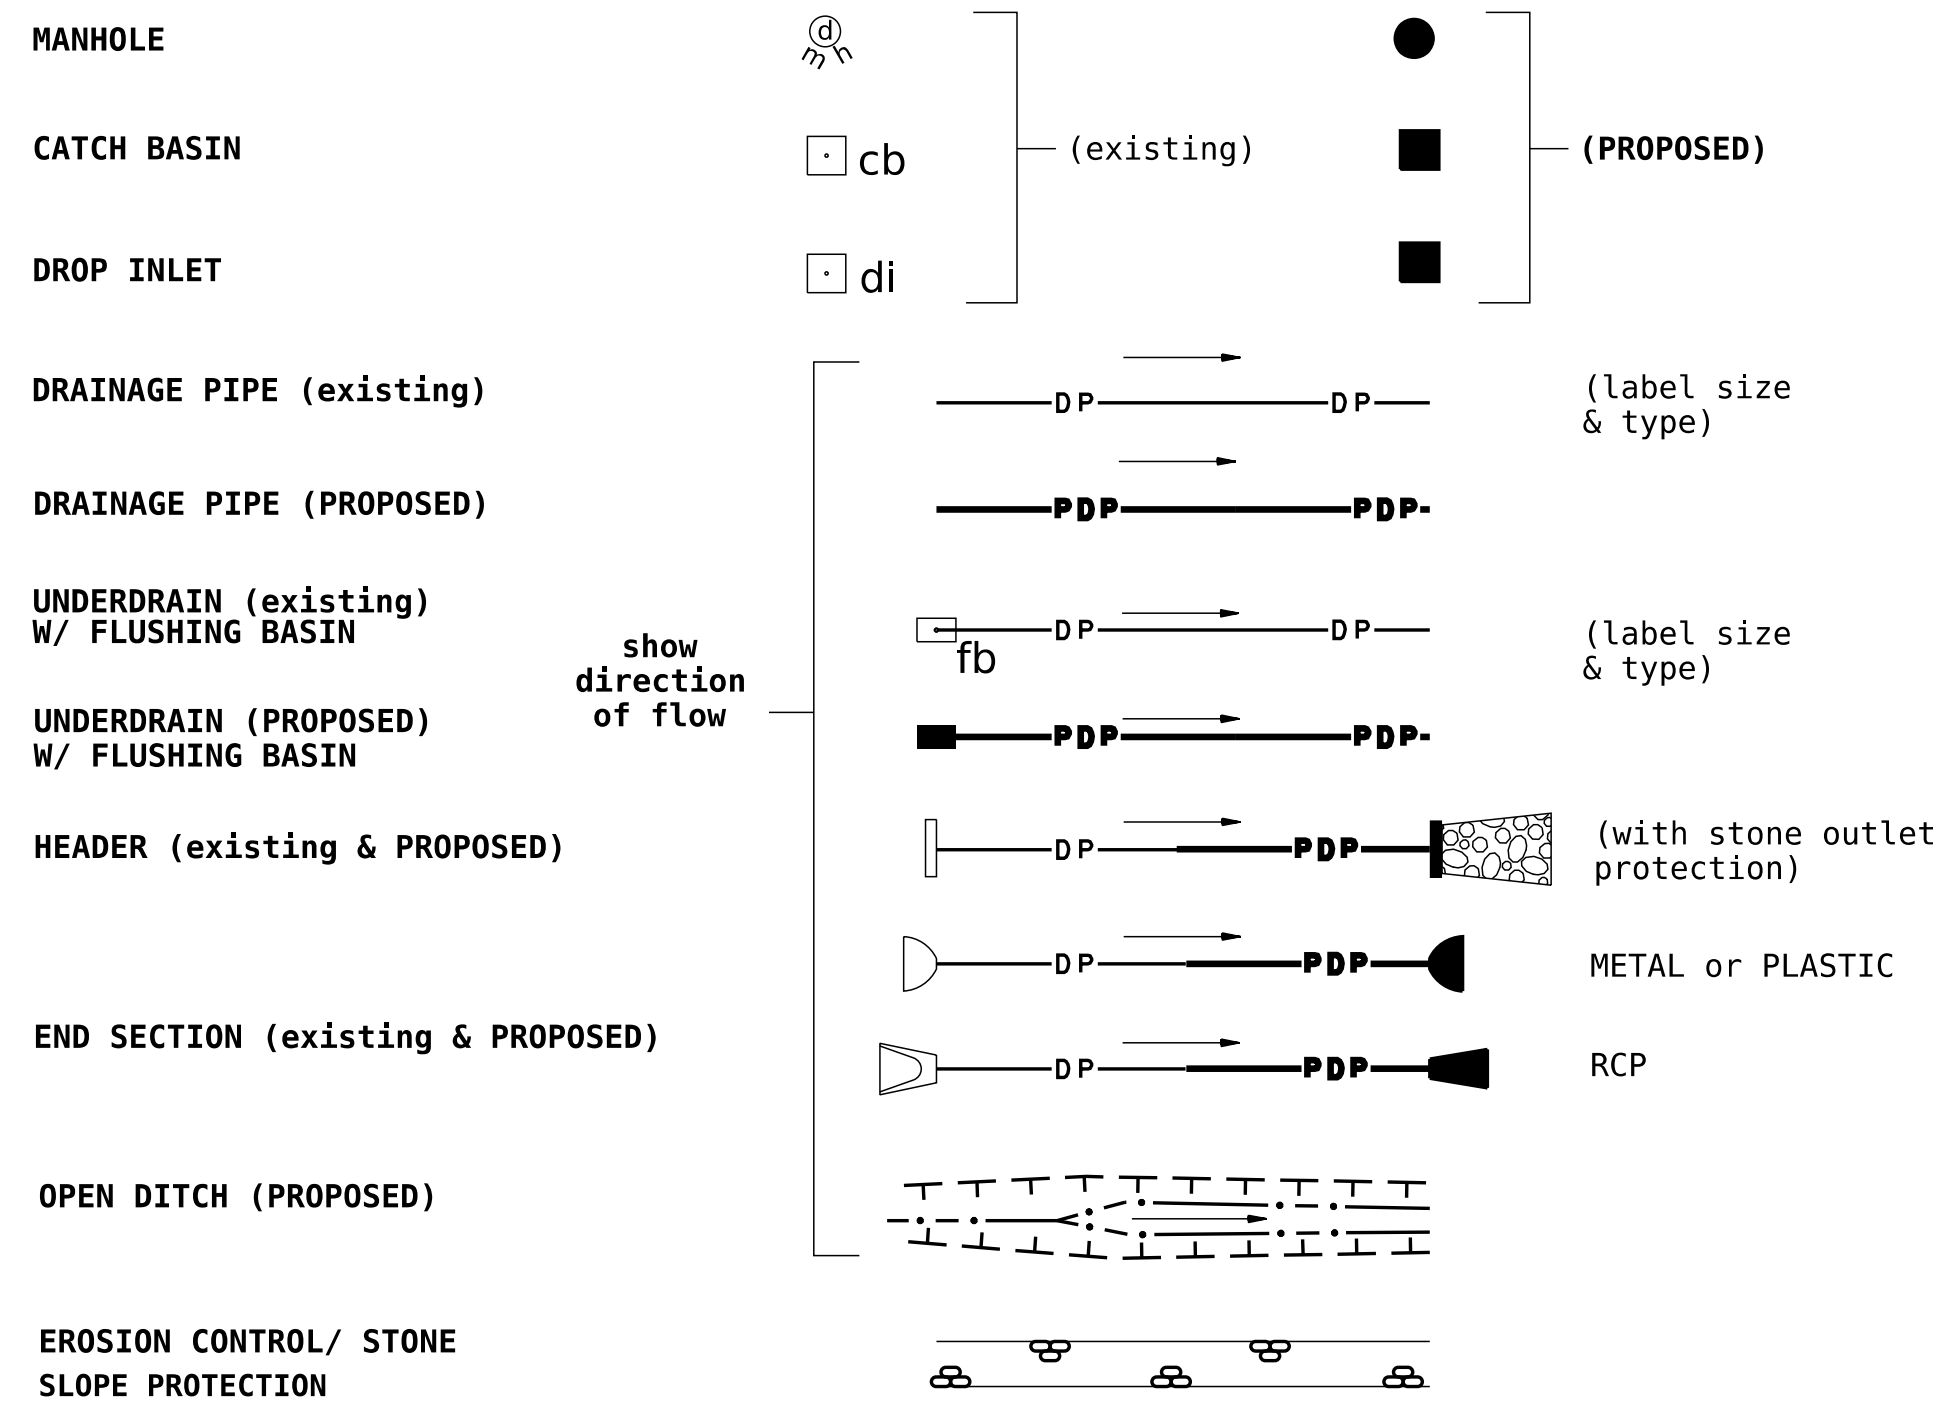 MANHOLE
d
m h
CATCH BASIN
cb
(existing)
(PROPOSED)
DROP INLET
di
DRAINAGE PIPE (existing)
DP DP
(label size
& type)
DRAINAGE PIPE (PROPOSED)
PDP PDP
UNDERDRAIN (existing)
W/ FLUSHING BASIN
DP DP
fb
(label size
& type)
show
direction
of flow
UNDERDRAIN (PROPOSED)
W/ FLUSHING BASIN
PDP PDP
HEADER (existing & PROPOSED)
DP PDP
(with stone outlet
protection)
DP PDP
METAL or PLASTIC
END SECTION (existing & PROPOSED)
DP PDP
RCP
OPEN DITCH (PROPOSED)
EROSION CONTROL/ STONE
SLOPE PROTECTION